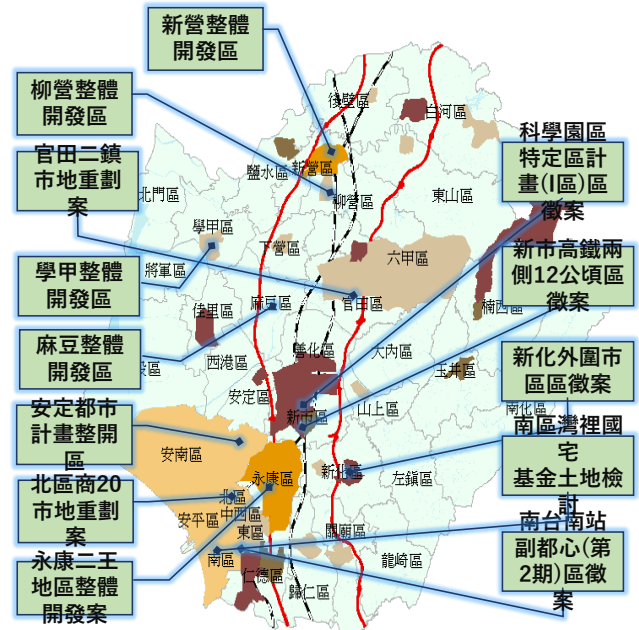 新營整體
開發區
柳營整體
開發區
官田二鎮
市地重劃
案
學甲整體
開發區
麻豆整體
開發區
安定都市
計畫整開
區
北區商20
市地重劃
案
永康二王
地區整體
開發案
科學園區
特定區計
畫(I區)區
徵案
新市高鐵兩
側12公頃區
徵案
新化外圍市
區區徵案
南區灣裡國
宅
基金土地檢
討
南台南站
副都心(第
2期)區徵
案
後壁區
白河區
鹽水區
新營區
柳營區
東山區
北門區
學甲區
下營區
六甲區
將軍區
佳里區
麻豆區
官田區
楠西區
西港區
善化區
大內區
玉井區
安定區
新市區
山上區
南化區
安南區
永康區
新化區
左鎮區
北區
安平區
中西區
東區
關廟區
南區
仁德區
歸仁區
龍崎區